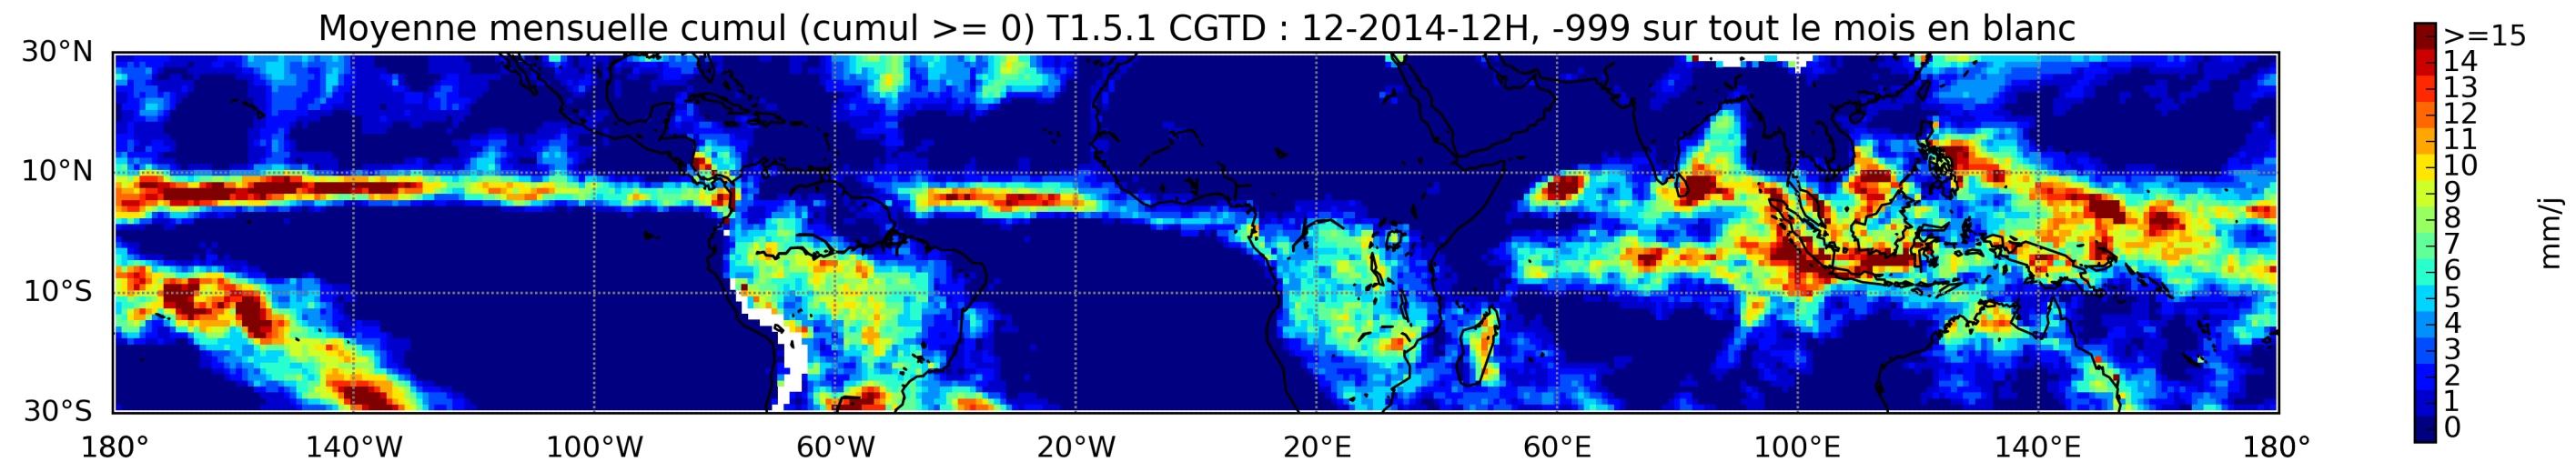 Moyenne mensuelle cumul (cumul >= 0) T1.5.1 CGTD : 12-2014-12H, -999 sur tout le mois en blanc
30°N
10°N
10°S
30°S
180°
140°W
100°W
60°W
20°W
20°E
60°E
100°E
140°E
180°
>=15
14
13
12
11
10
9
8
7
6
5
4
3
2
1
0
mm/j